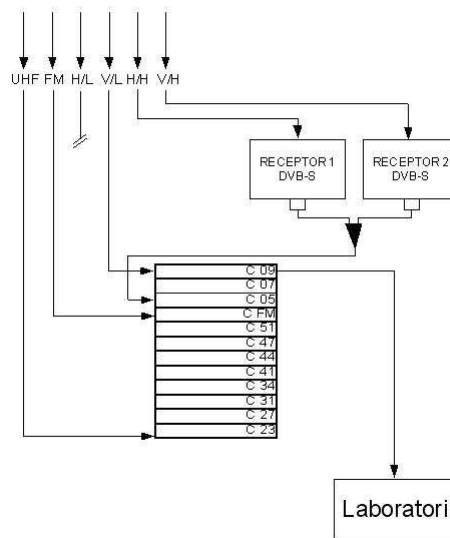 UHF FM H/L V/L H/H V/H
RECEPTOR 1
DVB-S
RECEPTOR 2
DVB-S
C 09
C 07
C 05
C FM
C 51
C 47
C 44
C 41
C 34
C 31
C 27
C 23
Laboratori